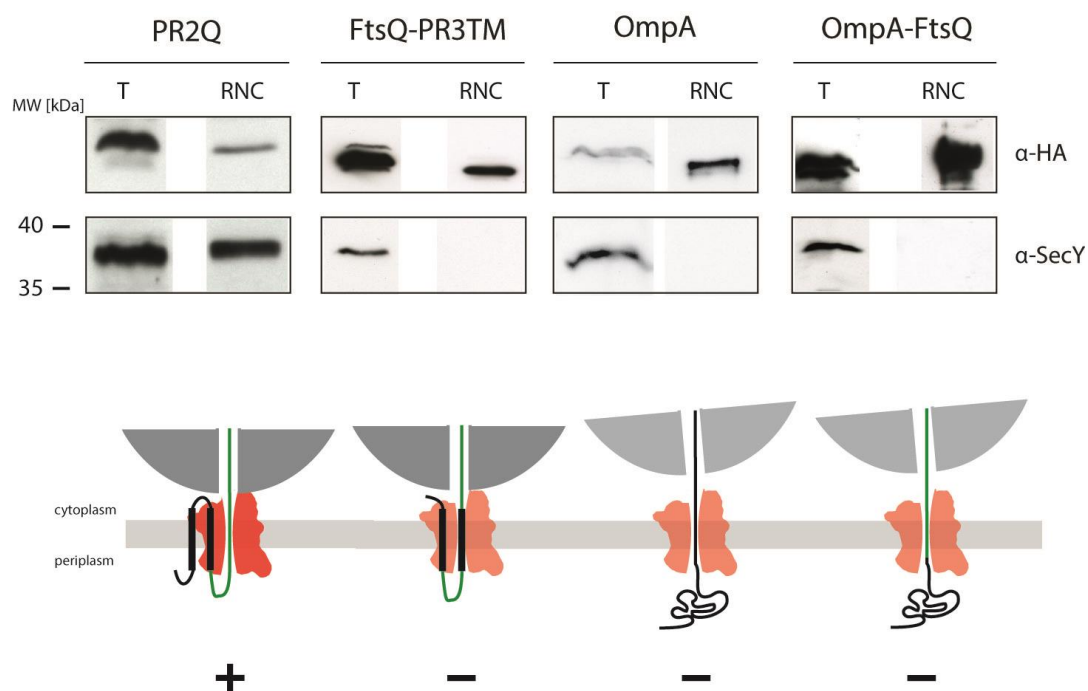 PR2Q FtsQ-PR3TM OmpA OmpA-FtsQ
MW [kDa] T RNC T RNC T RNC T RNC
α-HA
40
α-SecY
35
cytoplasm
periplasm
+ − − −